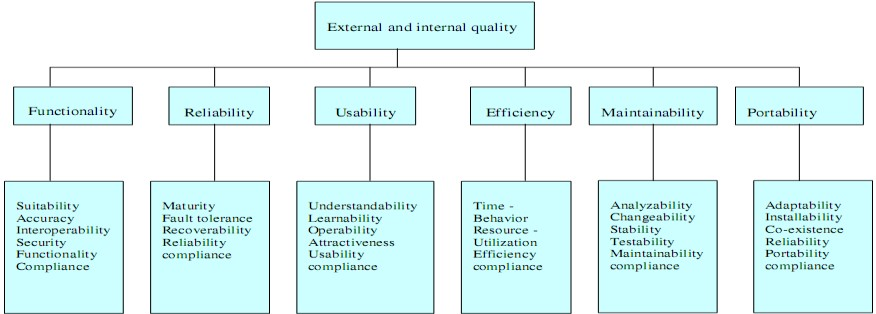 External and internal quality
Functionality
Reliability
Usability
Efficiency
Maintainability
Portability
Suitability
Accuracy
Interoperability
Security
Functionality
Compliance
Maturity
Fault tolerance
Recoverability
Reliability
compliance
Understandability
Learnability
Operability
Attractiveness
Usability
compliance
Time -
Behavior
Resource -
Utilization
Efficiency
compliance
Analyzability
Changeability
Stability
Testability
Maintainability
compliance
Adaptability
Installability
Co-existence
Reliability
Portability
compliance